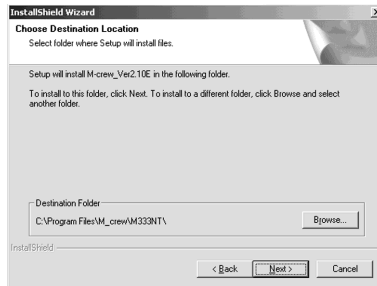 InstallShield Wizard
Choose Destination Location
Select folder where Setup will install files.
Setup will install M-crew_Ver2.10E in the following folder.
To install to this folder, click Next. To install to a different folder, click Browse and select
another folder.
Destination Folder
C:\Program Files\M_crew\M333NT\
Browse...
InstallShield
< Back
Next >
Cancel